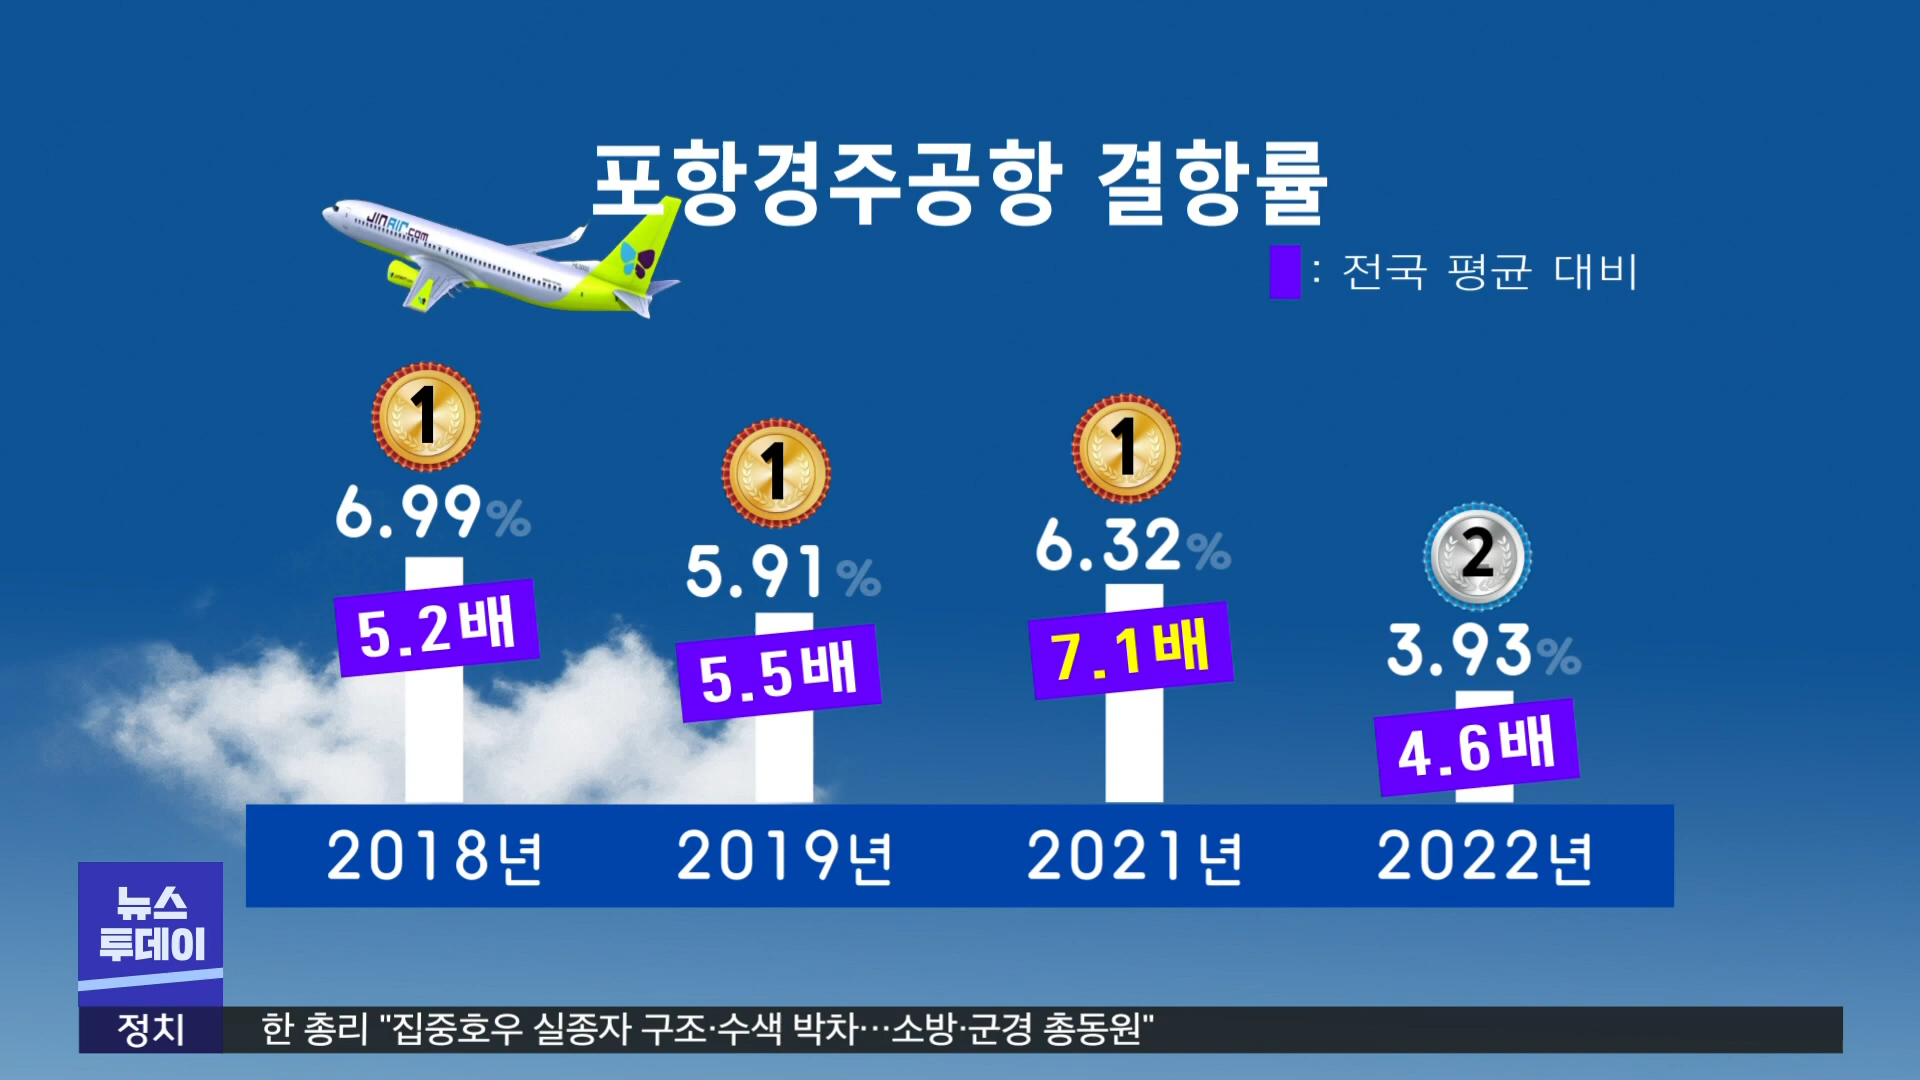 포항경주공항 결항률
JINAIR.COM
: 전국 평균 대비
1
1
1
2
6.99%
5.91%
6.32%
3.93%
5.2배
5.5배
7.1배
4.6배
2018년
2019년
2021년
2022년
뉴스
투데이
정치
한 총리 "집중호우 실종자 구조·수색 박차…소방·군경 총동원"